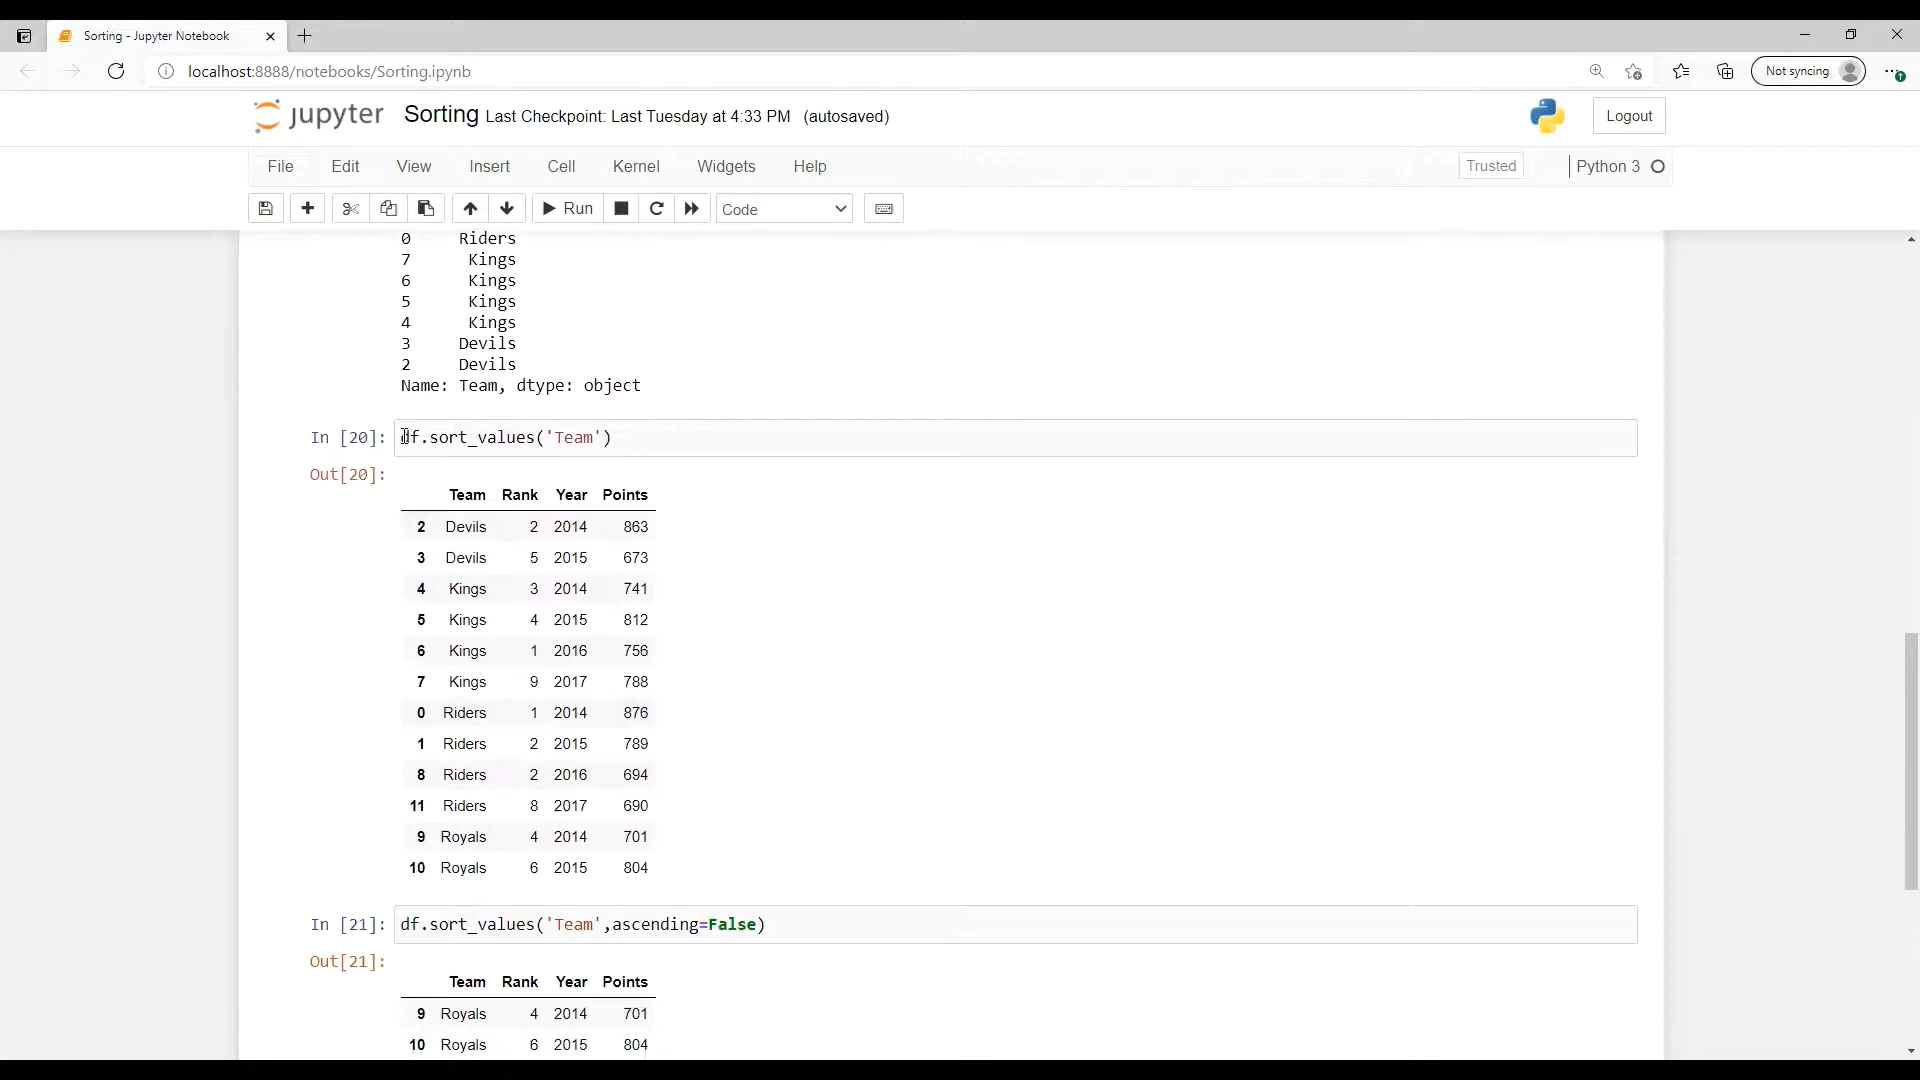 Sorting - Jupyter Notebook
localhost:8888/notebooks/Sorting.ipynb
Not syncing
jupyter Sorting Last Checkpoint: Last Tuesday at 4:33 PM (autosaved)
Logout
File Edit View Insert Cell Kernel Widgets Help
Trusted
Python 3
Run
Code
0 Riders
7 Kings
6 Kings
5 Kings
4 Kings
3 Devils
2 Devils
Name: Team, dtype: object
In [20]: df.sort_values('Team')
Out[20]:
Team Rank Year Points
2 Devils 2 2014 863
3 Devils 5 2015 673
4 Kings 3 2014 741
5 Kings 4 2015 812
6 Kings 1 2016 756
7 Kings 9 2017 788
0 Riders 1 2014 876
1 Riders 2 2015 789
8 Riders 2 2016 694
11 Riders 8 2017 690
9 Royals 4 2014 701
10 Royals 6 2015 804
In [21]: df.sort_values('Team',ascending=False)
Out[21]:
Team Rank Year Points
9 Royals 4 2014 701
10 Royals 6 2015 804